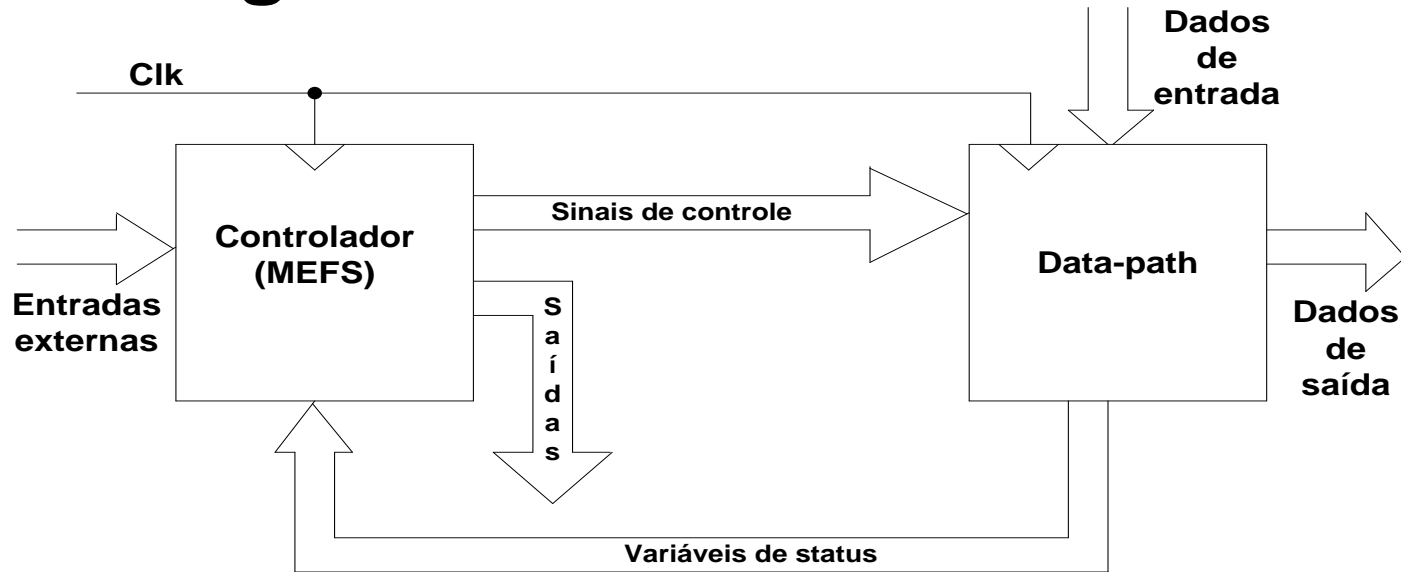 Clk
Dados
de
entrada
Controlador
(MEFS)
Sinais de controle
Data-path
Entradas
externas
Saídas
Dados
de
saída
Variáveis de status